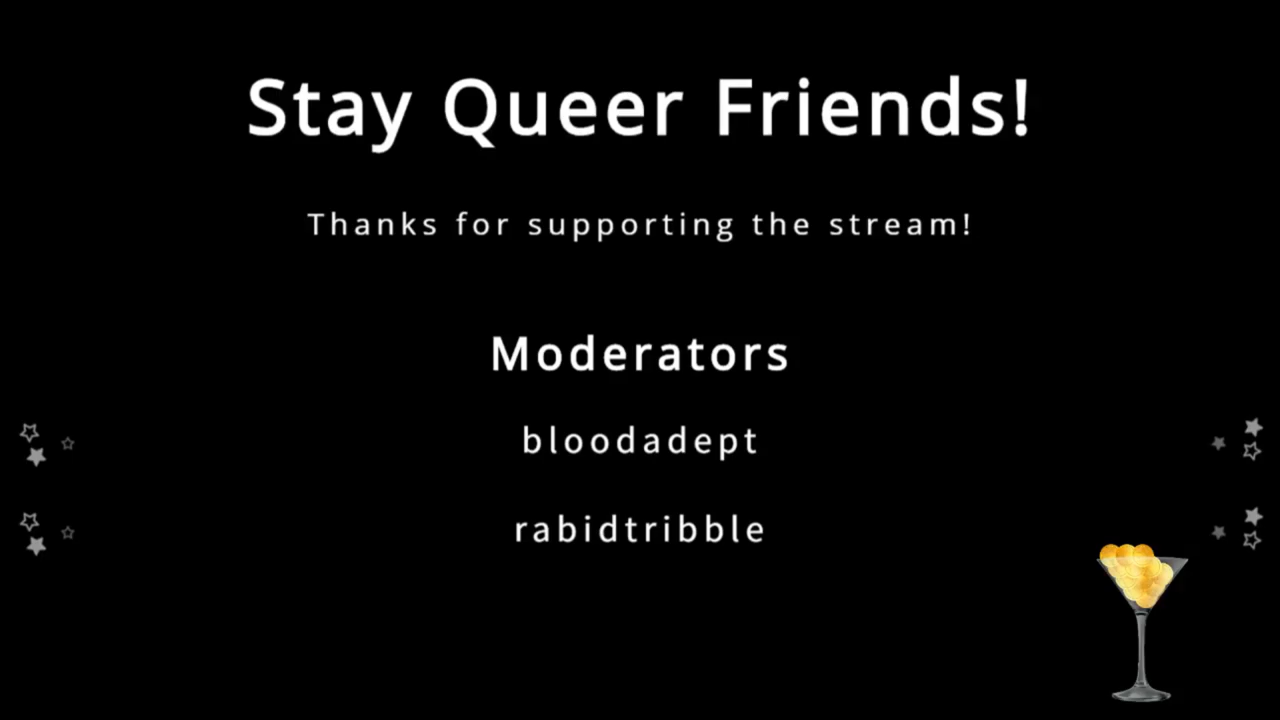 Stay Queer Friends!
Thanks for supporting the stream!
Moderators
bloodadept
rabidtribble